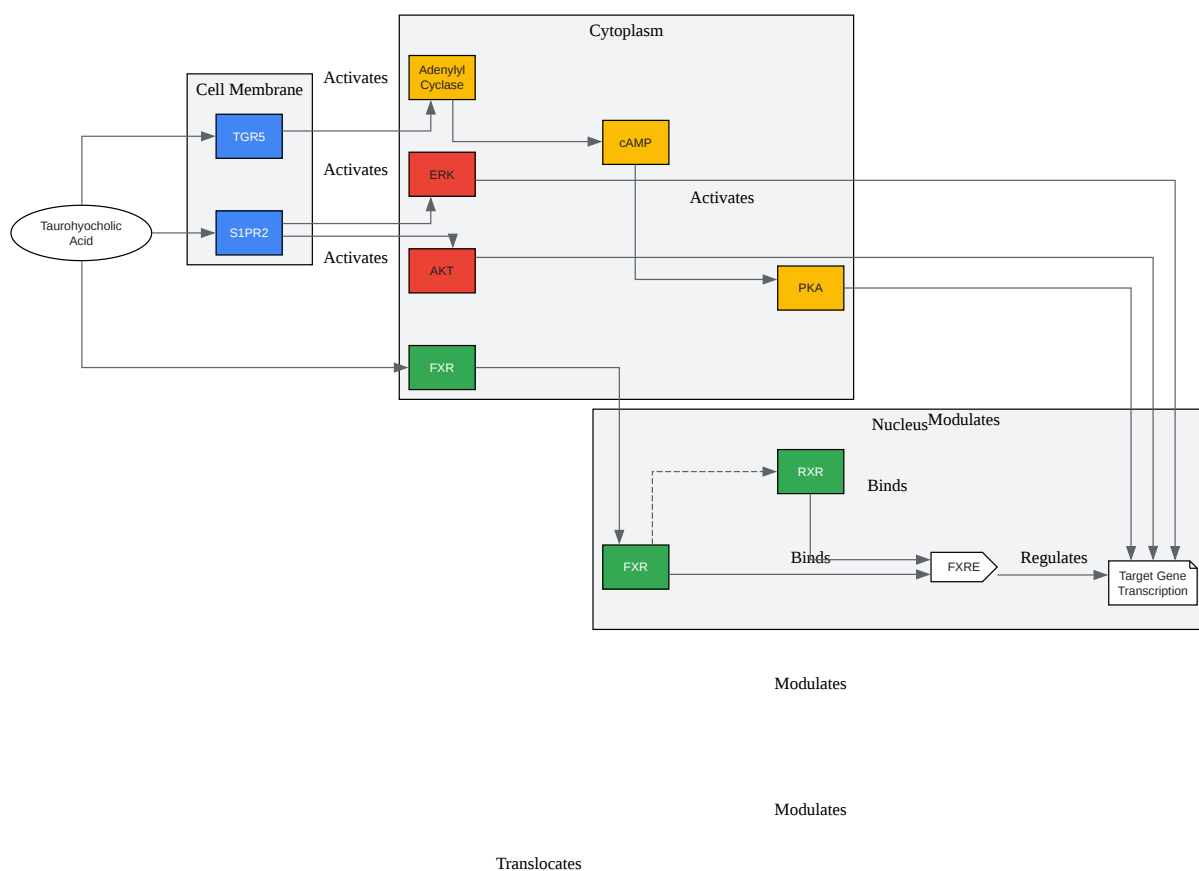 Cytoplasm
Adenylyl
Cyclase
Activates
Cell Membrane
TGR5
cAMP
Activates
ERK
Activates
Taurohyocholic
Acid
S1PR2
Activates
AKT
PKA
FXR
Nucleus
Modulates
RXR
Binds
Binds
FXR
FXRE
Regulates
Target Gene
Transcription
Modulates
Modulates
Translocates